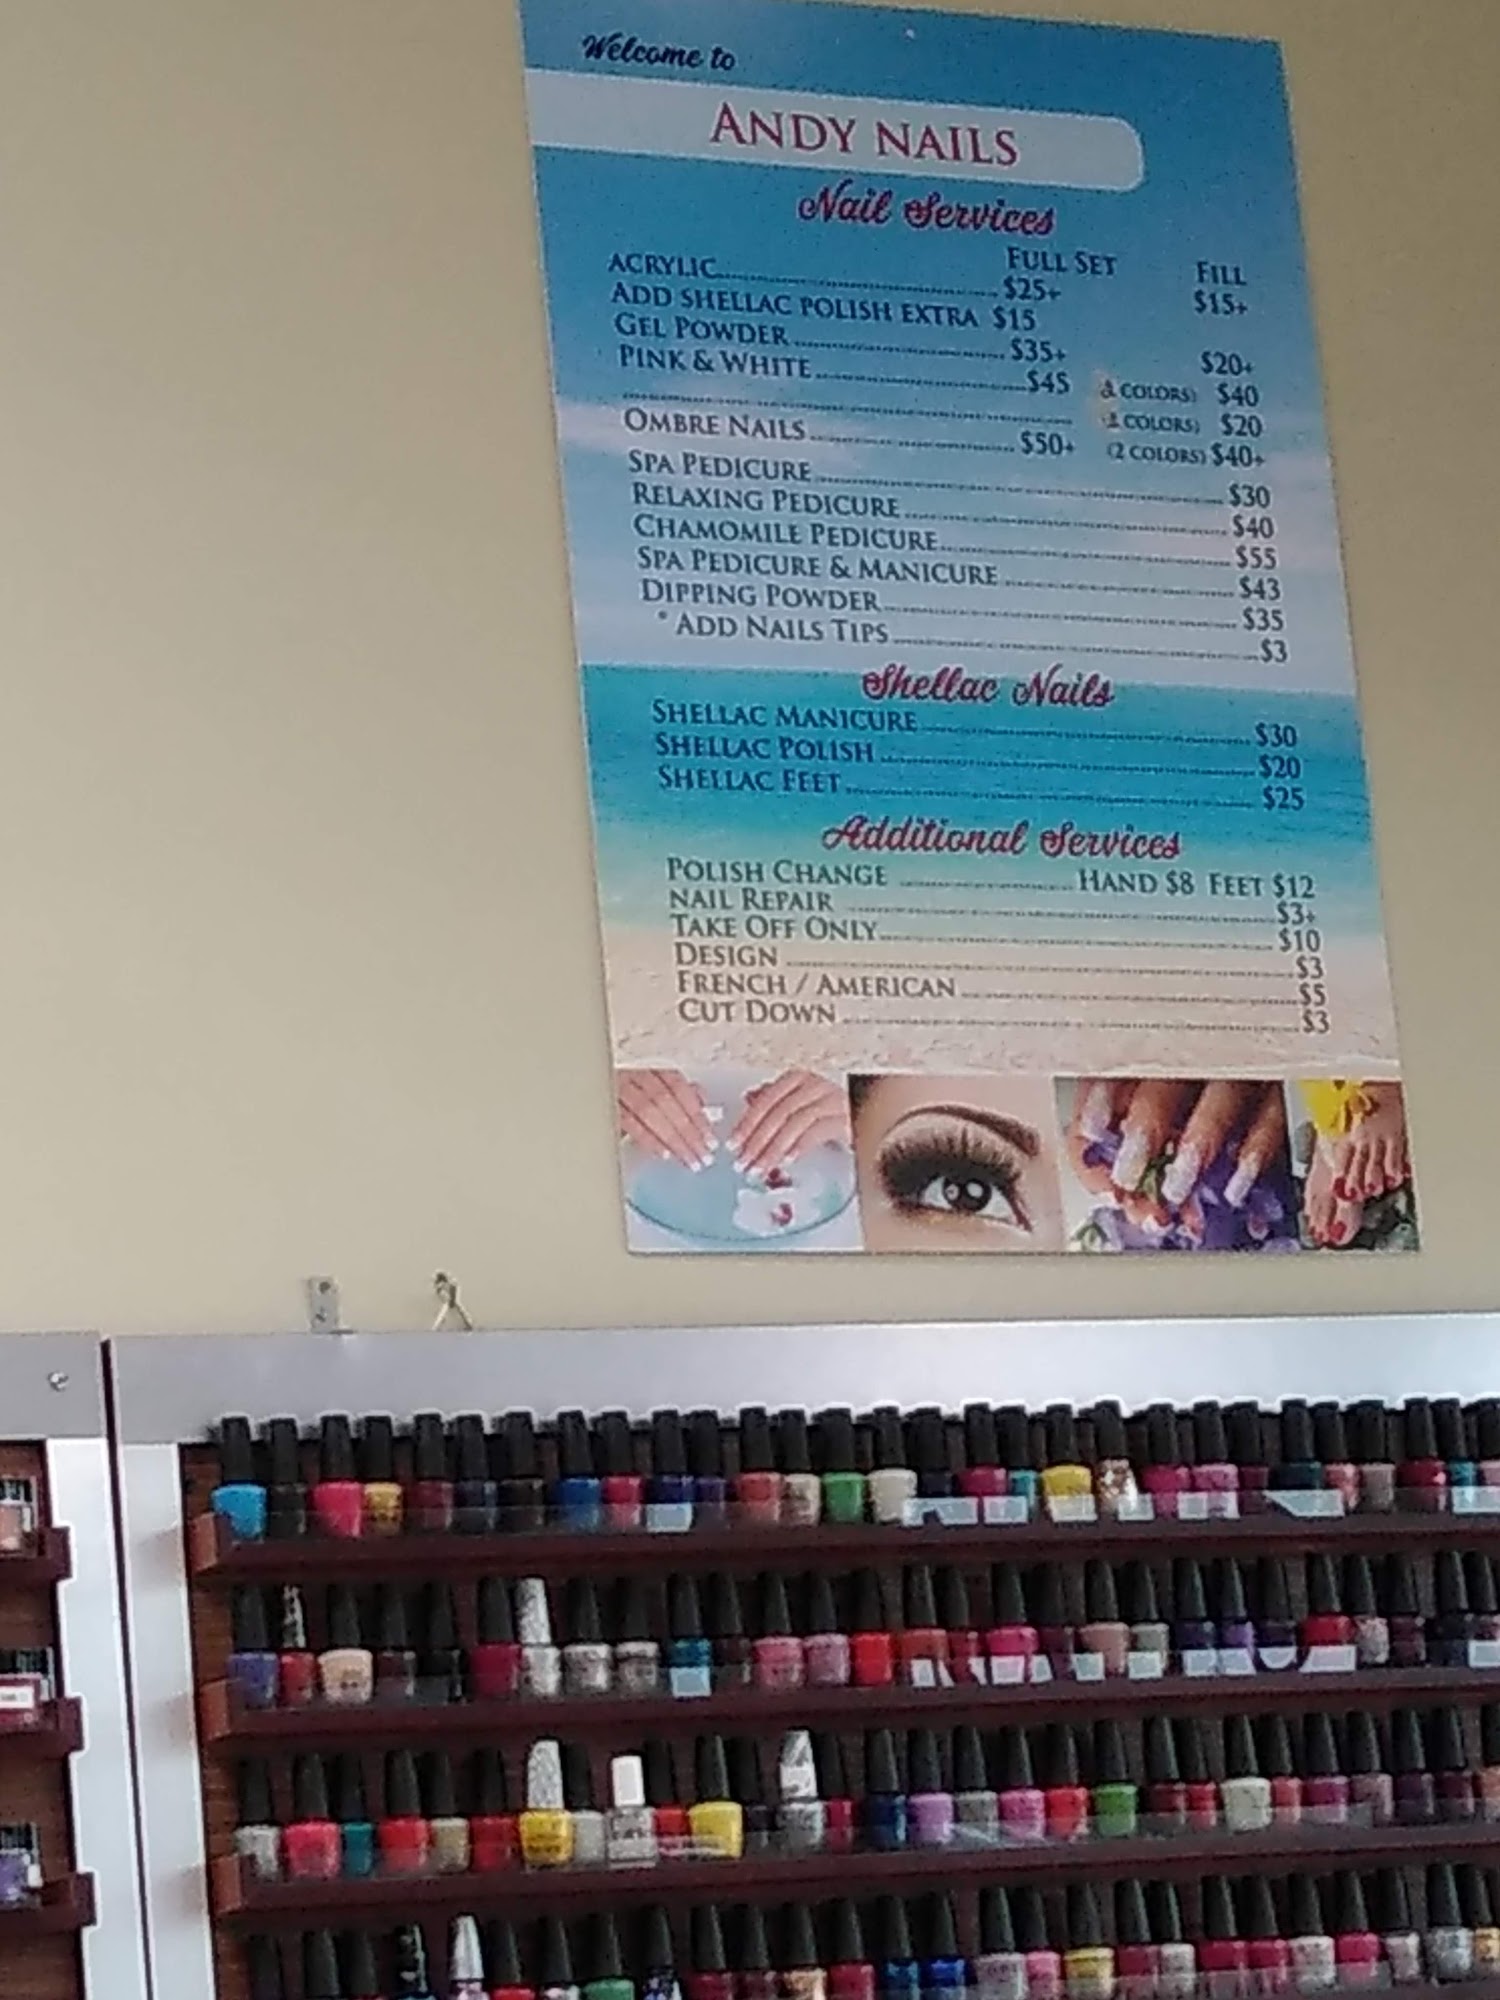 Welcome to
ANDY NAILS
Nail Services
FULL SET FILL
ACRYLIC $25+ $15+
ADD SHELLAC POLISH EXTRA $15
GEL POWDER $35+ $20+
PINK & WHITE $45 COLORS) $40
COLORS) $20
OMBRE NAILS $50+ (2 COLORS) $40+
SPA PEDICURE $30
RELAXING PEDICURE $40
CHAMOMILE PEDICURE $55
SPA PEDICURE & MANICURE $43
DIPPING POWDER $35
* ADD NAILS TIPS $3
Shellac Nails
SHELLAC MANICURE $30
SHELLAC POLISH $20
SHELLAC FEET $25
Additional Services
POLISH CHANGE HAND $8 FEET $12
NAIL REPAIR $3+
TAKE OFF ONLY $10
DESIGN $3
FRENCH / AMERICAN $5
CUT DOWN $3